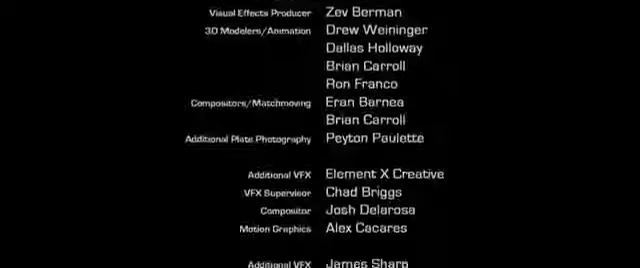 Visual Effects Producer Zev Berman
3D Modelers/Animation Drew Weininger
Dallas Holloway
Brian Carroll
Ron Franco
Compositors/Matchmoving Eran Barnea
Brian Carroll
Additional Plate Photography Peyton Paulette
Additional VFX Element X Creative
VFX Supervisor Chad Briggs
Compositor Josh Delarosa
Motion Graphics Alex Cacares
Additional VFX James Sharp